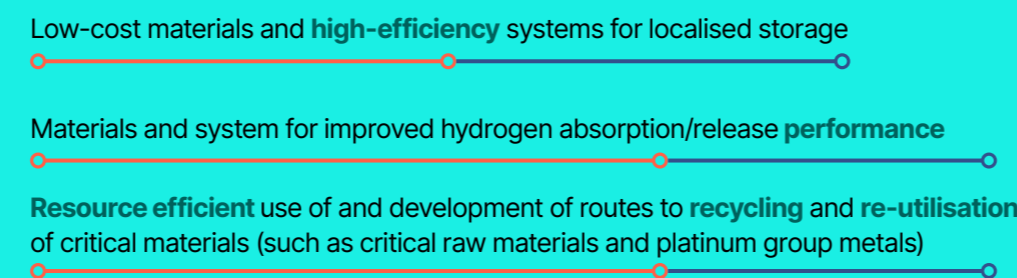 Low-cost materials and high-efficiency systems for localised storage
Materials and system for improved hydrogen absorption/release performance
Resource efficient use of and development of routes to recycling and re-utilisation
of critical materials (such as critical raw materials and platinum group metals)